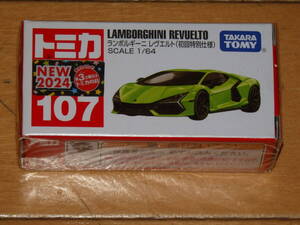 トミカ
LAMBORGHINI REVUELTO
ランボルギーニ レヴエルト(初回特別仕様)
SCALE 1/64
TAKARA
TOMY
NEW
2024
107